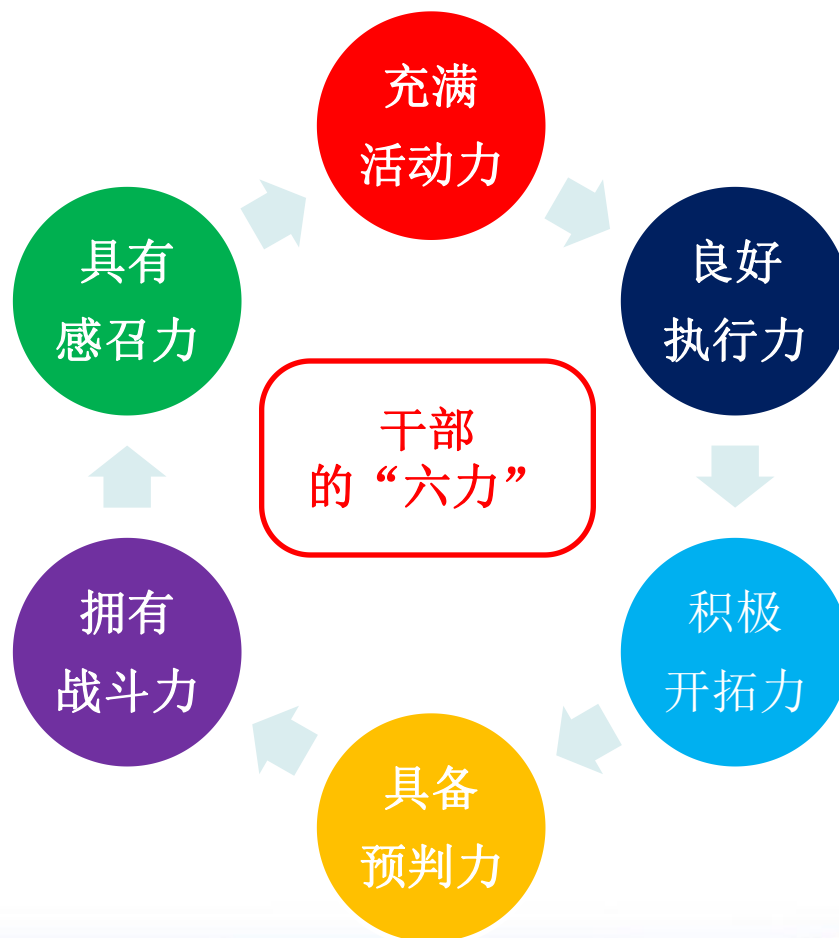 充满
活动力
良好
执行力
积极
开拓力
具备
预判力
拥有
战斗力
具有
感召力
干部
的“六力”